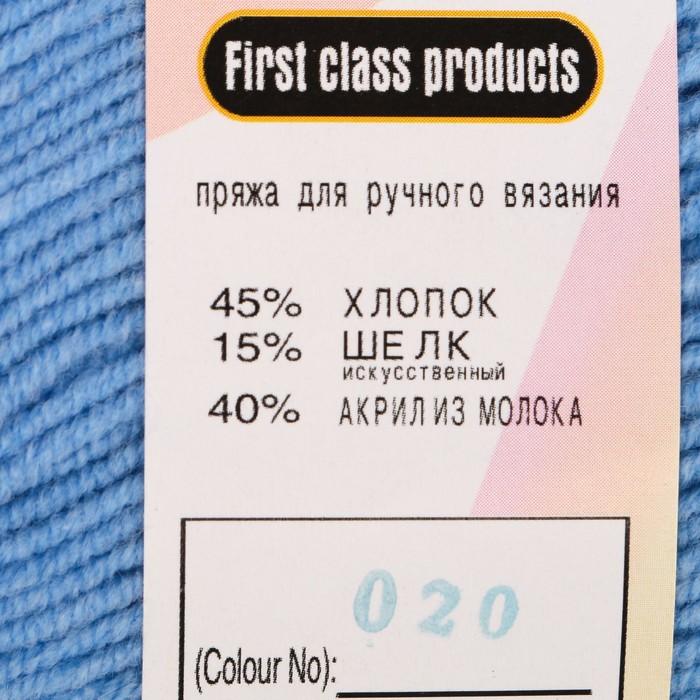 First class products
пряжа для ручного вязания
45% ХЛОПОК
15% ШЕЛК
искусственный
40% АКРИЛ ИЗ МОЛОКА
020
(Colour No):